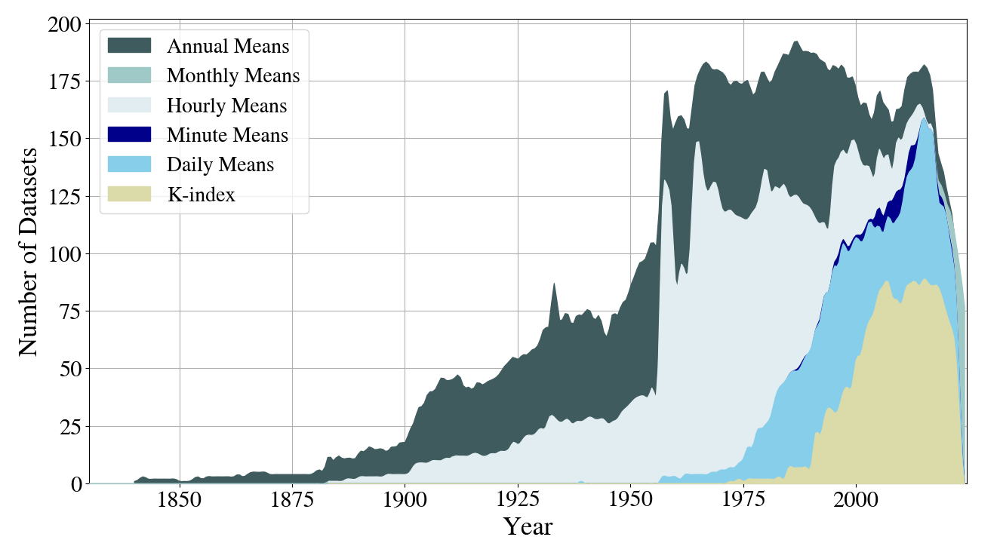 200
175
150
125
100
75
50
25
0
Number of Datasets
Annual Means
Monthly Means
Hourly Means
Minute Means
Daily Means
K-index
1850 1875 1900 1925 1950 1975 2000
Year